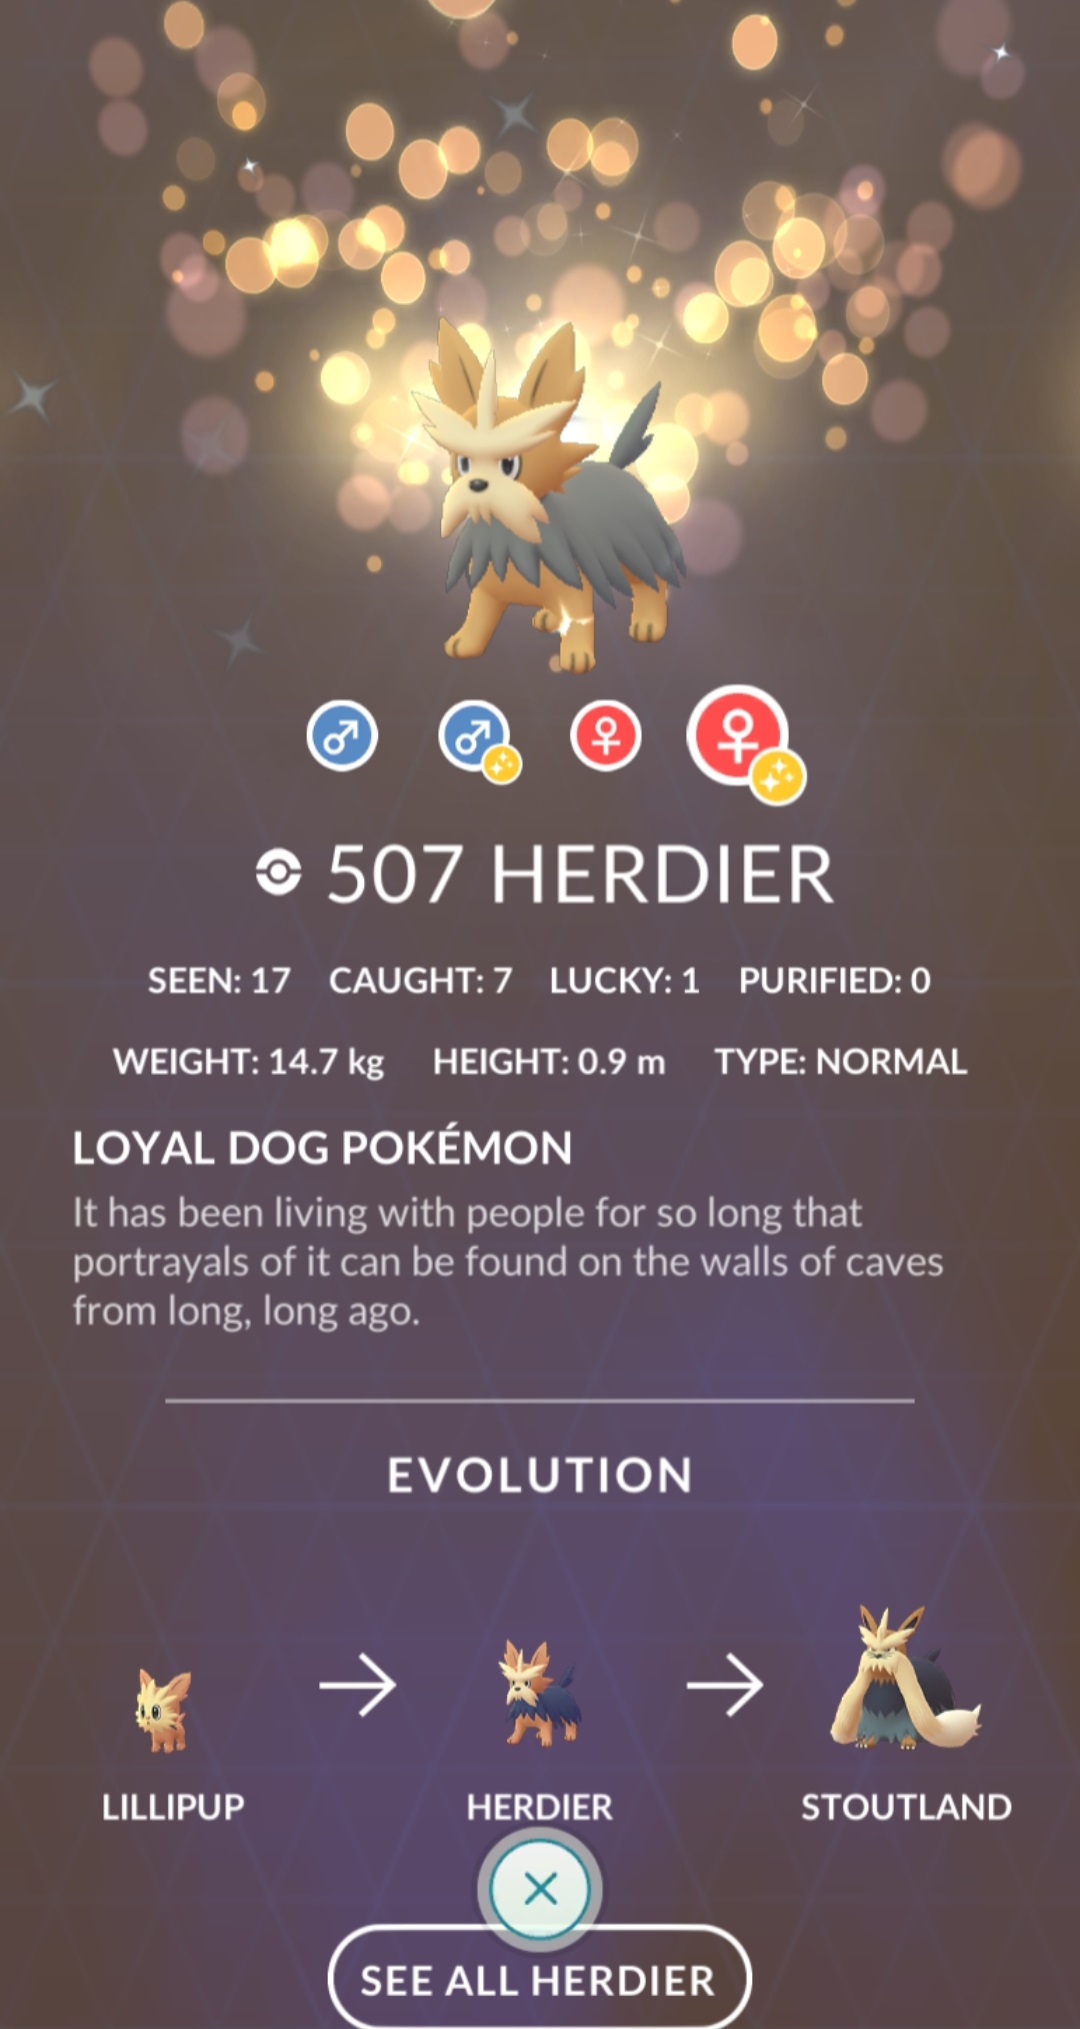 507 HERDIER
SEEN: 17 CAUGHT: 7 LUCKY: 1 PURIFIED: 0
WEIGHT: 14.7 kg HEIGHT: 0.9 m TYPE: NORMAL
LOYAL DOG POKÉMON
It has been living with people for so long that
portrayals of it can be found on the walls of caves
from long, long ago.
EVOLUTION
LILLIPUP HERDIER STOUTLAND
SEE ALL HERDIER